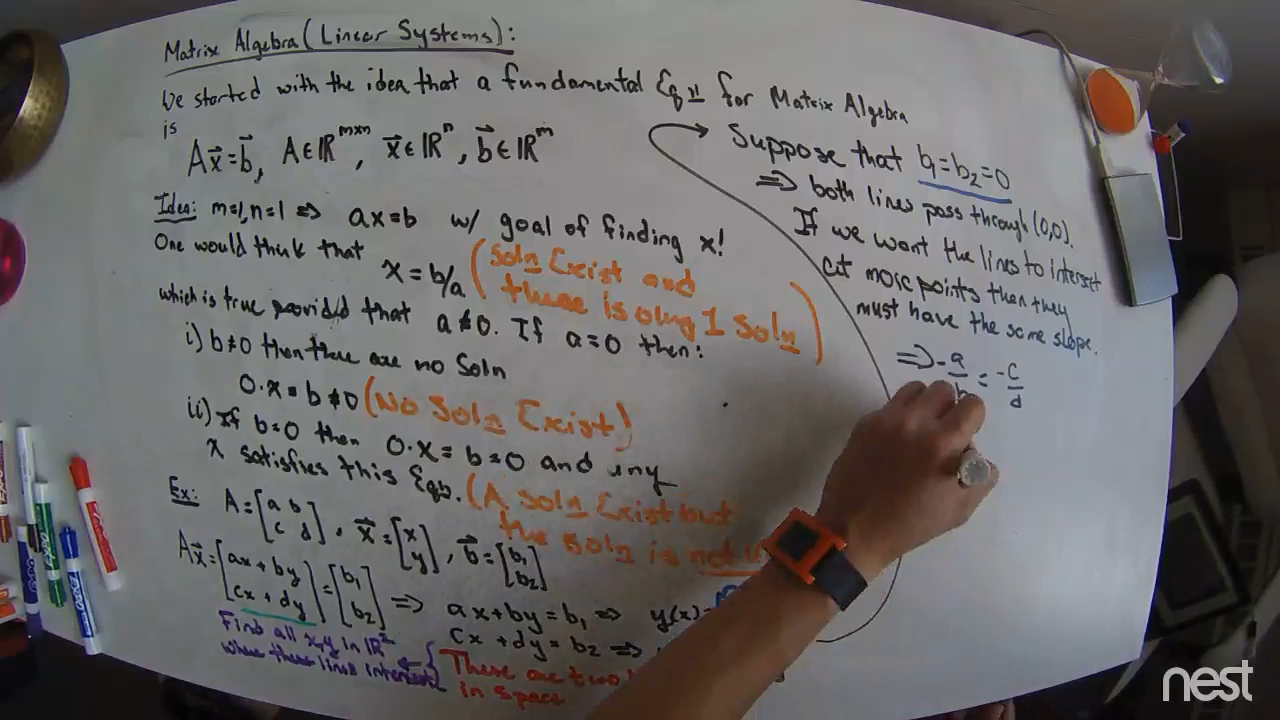 Matrix Algebra (Linear Systems):
We started with the idea that a fundamental Eqn for Matrix Algebra
is
Ax⃗=b⃗, A∈ℝ^{m×n}, x⃗∈ℝ^n, b⃗∈ℝ^m
Idea: m=1, n=1 ⇒ ax=b w/ goal of finding x!
One would think that
x = b/a (Soln Exist and
there is only 1 Soln)
which is true provided that a≠0. If a=0 then:
i) b≠0 then there are no Soln
0·x = b ≠ 0 (No Soln Exist)
ii) If b=0 then 0·x = b = 0 and any
x satisfies this Eqn. (A soln Exist but
the soln is not
Ex: A = [a b; c d], x⃗ = [x; y], b⃗ = [b₁; b₂]
Ax⃗ = [ax + by; cx + dy] = [b₁; b₂] ⇒ ax + by = b₁ ⇒ y(x) =
cx + dy = b₂ ⇒
Find all x,y in ℝ²
where these lines intersect
There are two
in space
Suppose that b₁=b₂=0
⇒ both lines pass through (0,0).
If we want the lines to intersect
at more points then they
must have the same slope.
⇒ -a/b = -c/d
nest